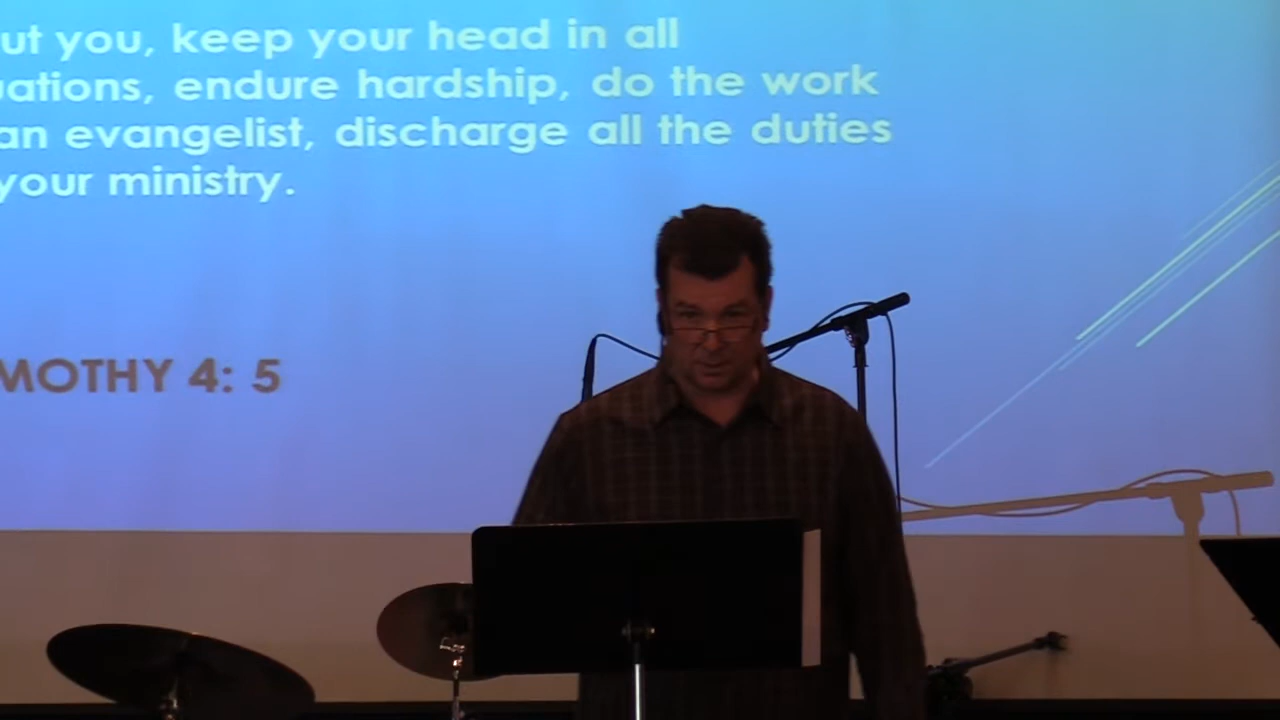 ut you, keep your head in all
uations, endure hardship, do the work
an evangelist, discharge all the duties
your ministry.
MOTHY 4: 5